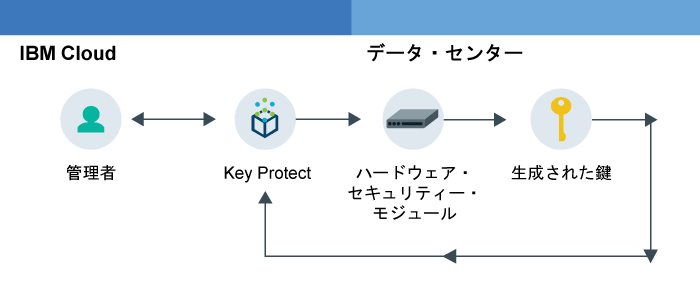 IBM Cloud
データ・センター
管理者
Key Protect
ハードウェア・
セキュリティー・
モジュール
生成された鍵